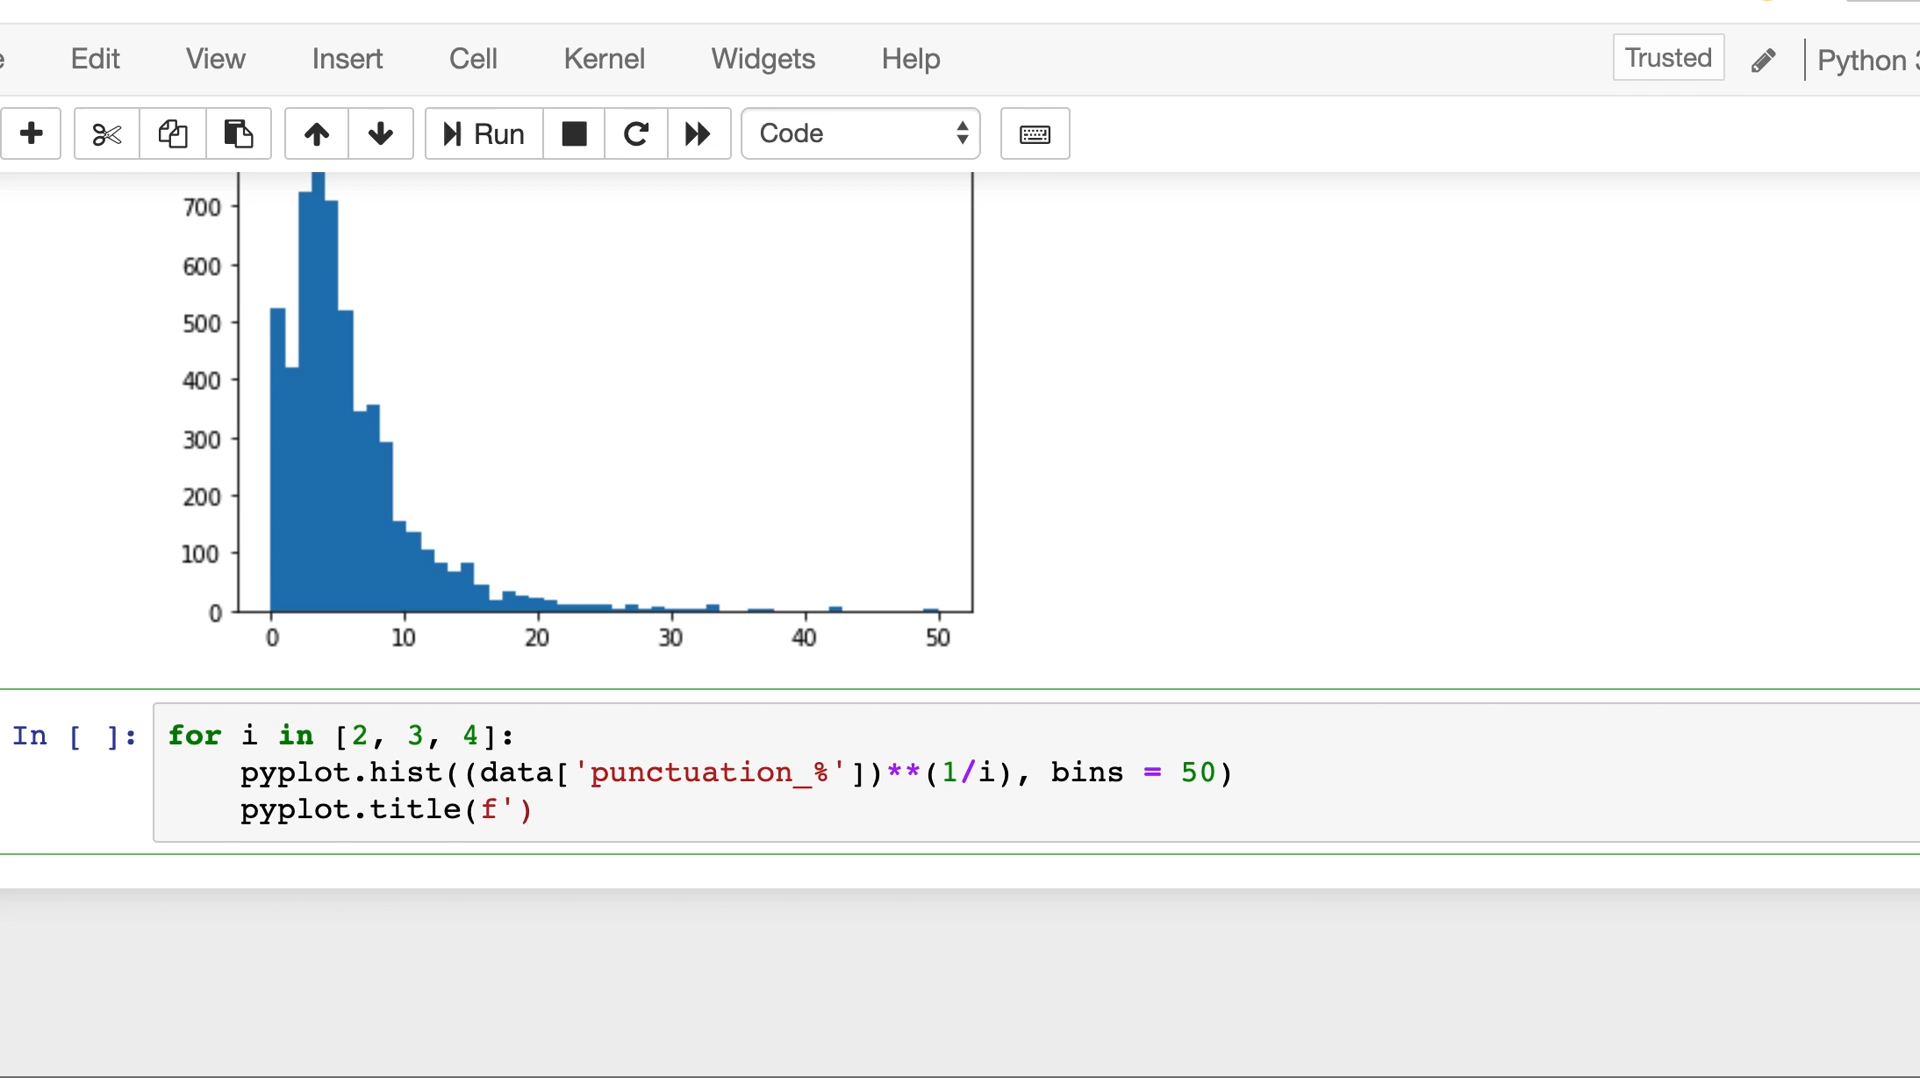 Edit View Insert Cell Kernel Widgets Help Trusted Python
Run Code
700
600
500
400
300
200
100
0
0 10 20 30 40 50
In [ ]: for i in [2, 3, 4]:
pyplot.hist((data['punctuation_%'])**(1/i), bins = 50)
pyplot.title(f')